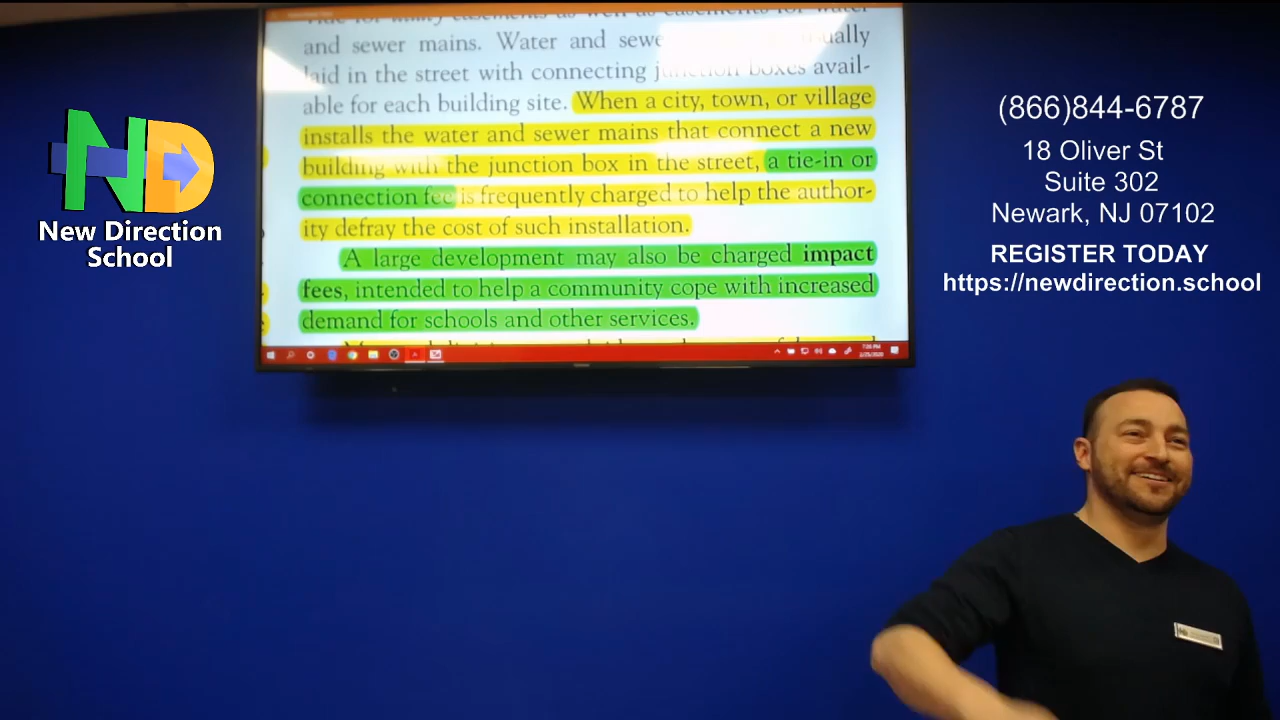 ND
New Direction
School
and sewer mains. Water and sewe ually
laid in the street with connecting junction boxes avail-
able for each building site. When a city, town, or village
installs the water and sewer mains that connect a new
building with the junction box in the street, a tie-in or
connection fee is frequently charged to help the author-
ity defray the cost of such installation.
A large development may also be charged impact
fees, intended to help a community cope with increased
demand for schools and other services.
(866)844-6787
18 Oliver St
Suite 302
Newark, NJ 07102
REGISTER TODAY
https://newdirection.school